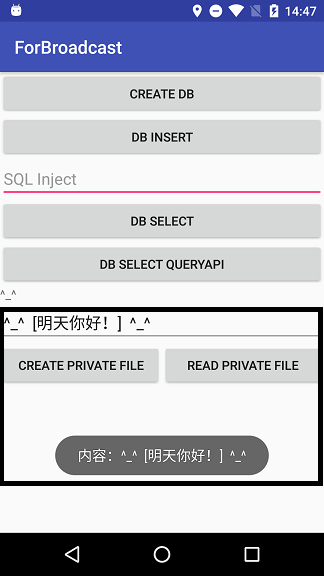 14:47
ForBroadcast
CREATE DB
DB INSERT
SQL Inject
DB SELECT
DB SELECT QUERYAPI
^_^
^_^ [明天你好！] ^_^
CREATE PRIVATE FILE READ PRIVATE FILE
内容：^_^ [明天你好！] ^_^